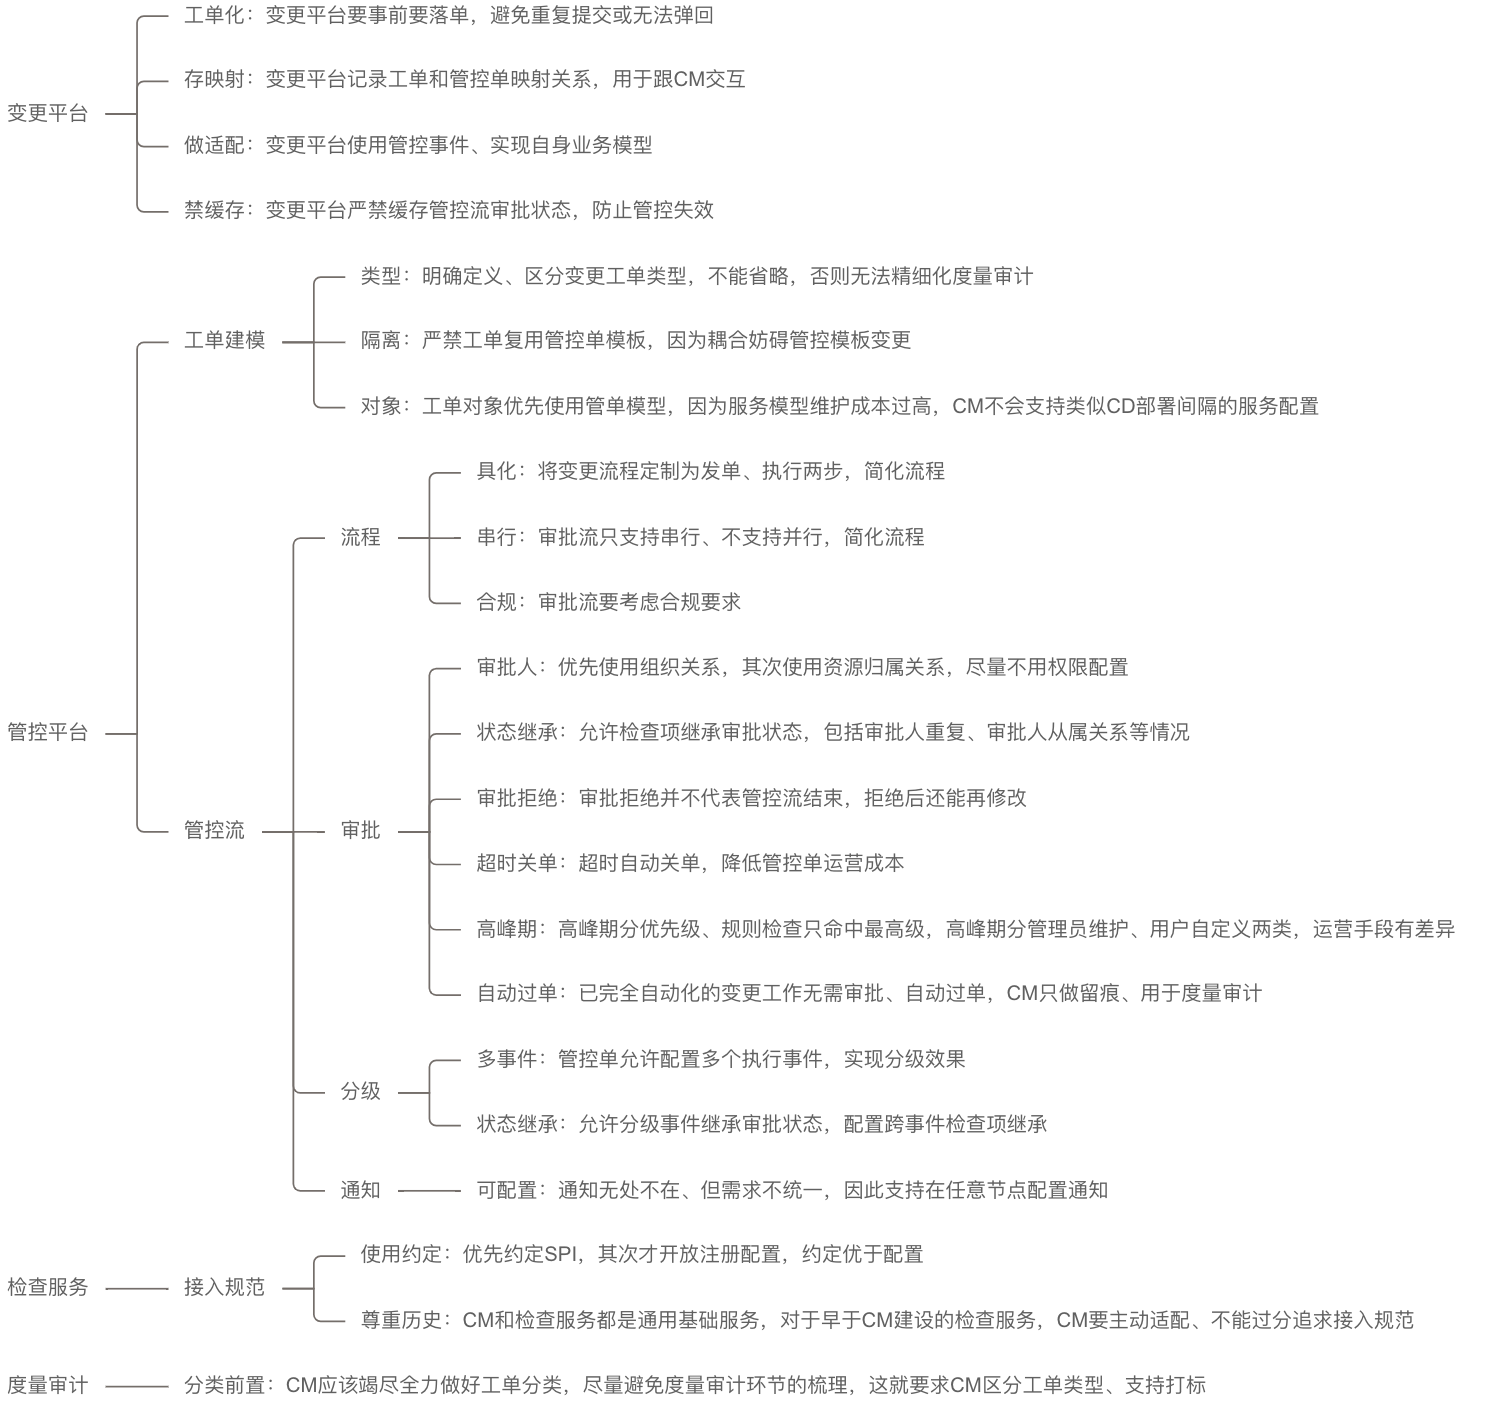 工单化：变更平台要事前要落单，避免重复提交或无法弹回
存映射：变更平台记录工单和管控单映射关系，用于跟CM交互
变更平台
做适配：变更平台使用管控事件、实现自身业务模型
禁缓存：变更平台严禁缓存管控流审批状态，防止管控失效
类型：明确定义、区分变更工单类型，不能省略，否则无法精细化度量审计
工单建模
隔离：严禁工单复用管控单模板，因为耦合妨碍管控模板变更
对象：工单对象优先使用管单模型，因为服务模型维护成本过高，CM不会支持类似CD部署间隔的服务配置
具化：将变更流程定制为发单、执行两步，简化流程
流程
串行：审批流只支持串行、不支持并行，简化流程
合规：审批流要考虑合规要求
审批人：优先使用组织关系，其次使用资源归属关系，尽量不用权限配置
管控平台
状态继承：允许检查项继承审批状态，包括审批人重复、审批人从属关系等情况
审批拒绝：审批拒绝并不代表管控流结束，拒绝后还能再修改
管控流
审批
超时关单：超时自动关单，降低管控单运营成本
高峰期：高峰期分优先级、规则检查只命中最高级，高峰期分管理员维护、用户自定义两类，运营手段有差异
自动过单：已完全自动化的变更工作无需审批、自动过单，CM只做留痕、用于度量审计
多事件：管控单允许配置多个执行事件，实现分级效果
分级
状态继承：允许分级事件继承审批状态，配置跨事件检查项继承
通知
可配置：通知无处不在、但需求不统一，因此支持在任意节点配置通知
使用约定：优先约定SPI，其次才开放注册配置，约定优于配置
检查服务
接入规范
尊重历史：CM和检查服务都是通用基础服务，对于早于CM建设的检查服务，CM要主动适配、不能过分追求接入规范
度量审计
分类前置：CM应该竭尽全力做好工单分类，尽量避免度量审计环节的梳理，这就要求CM区分工单类型、支持打标